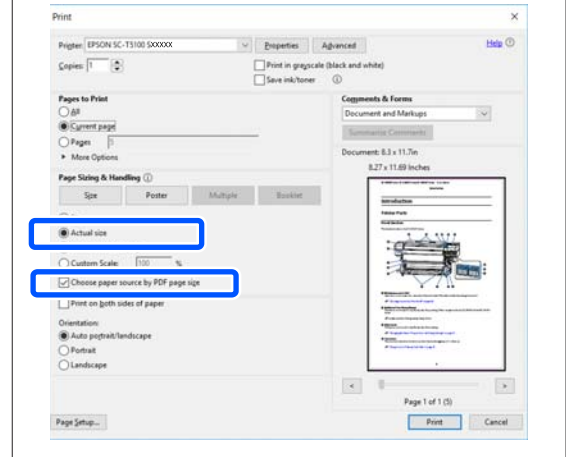 Print
Printer: EPSON SC-T5100 SXXXXX Properties Advanced Help
Copies: 1 Print in grayscale (black and white)
Save ink/toner
Pages to Print Comments & Forms
All Document and Markups
Current page Summarize Comments
Pages 5
More Options Document: 8.3 x 11.7in
8.27 x 11.69 Inches
Page Sizing & Handling
Size Poster Multiple Booklet
Actual size
Custom Scale: 100 %
Choose paper source by PDF page size
Print on both sides of paper
Orientation:
Auto portrait/landscape
Portrait
Landscape
Introduction
Printer Parts
< >
Page 1 of 1 (5)
Page Setup... Print Cancel